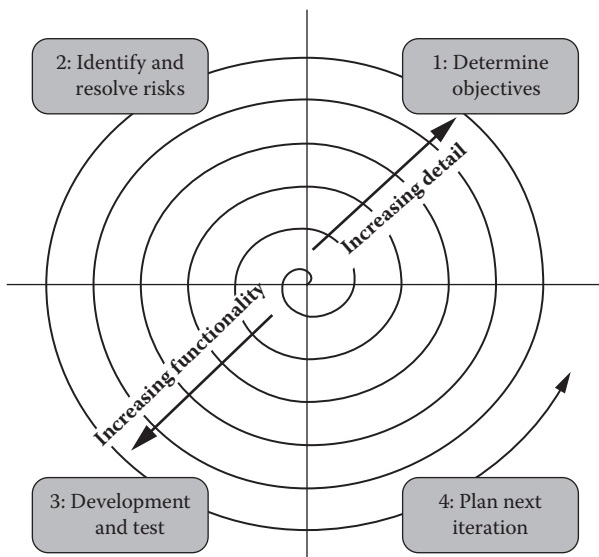 2: Identify and
resolve risks
1: Determine
objectives
Increasing detail
Increasing functionality
3: Development
and test
4: Plan next
iteration